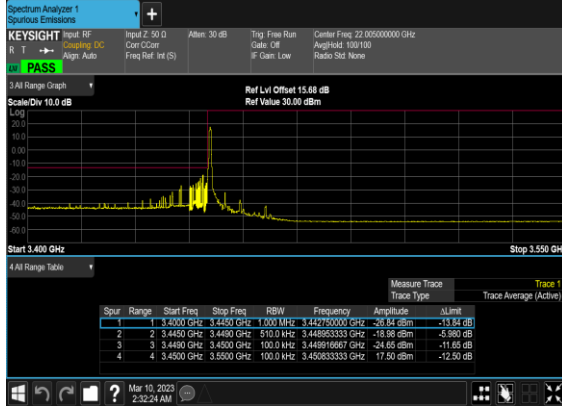 Spectrum Analyzer 1
Spurious Emissions
+
KEYSIGHT Input: RF Input Z: 50 Ω Atten: 30 dB Trig: Free Run Center Freq: 22.005000000 GHz
R T Coupling: DC Corr CCorr Gate: Off Avg|Hold: 100/100
Align: Auto Freq Ref: Int (S) IF Gain: Low Radio Std: None
PASS
3 All Range Graph
Ref Lvl Offset 15.68 dB
Scale/Div 10.0 dB Ref Value 30.00 dBm
Log
20.0
10.0
0.00
-10.0
-20.0
-30.0
-40.0
-50.0
-60.0
Start 3.400 GHz Stop 3.550 GH
4 All Range Table
Measure Trace Trace 1
Trace Type Trace Average (Active)
Spur Range Start Freq Stop Freq RBW Frequency Amplitude ΔLimit
1 1 3.4000 GHz 3.4450 GHz 1.000 MHz 3.442750000 GHz -26.84 dBm -13.84 dB
2 2 3.4450 GHz 3.4490 GHz 510.0 kHz 3.448953333 GHz -18.98 dBm -5.980 dB
3 3 3.4490 GHz 3.4500 GHz 100.0 kHz 3.449916667 GHz -24.65 dBm -11.65 dB
4 4 3.4500 GHz 3.5500 GHz 100.0 kHz 3.450833333 GHz 17.50 dBm -12.50 dB
? Mar 10, 2023
2:32:24 AM